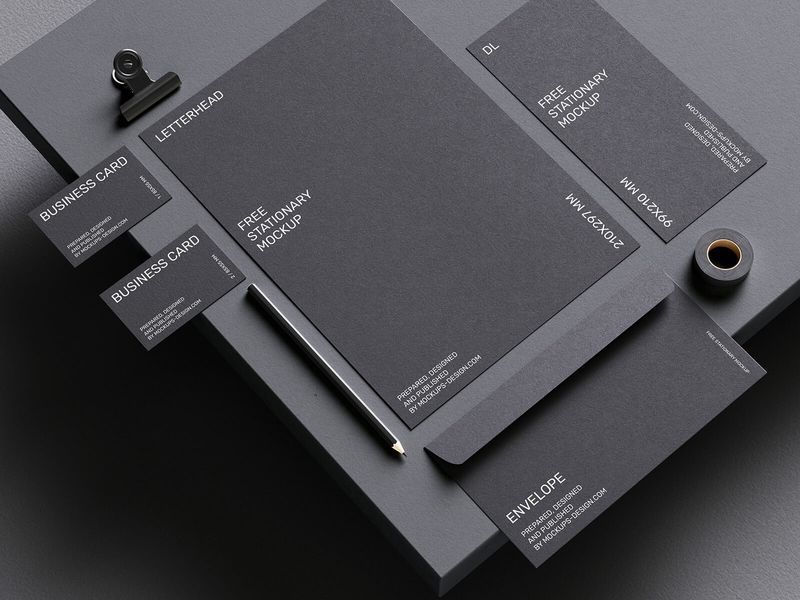 LETTERHEAD
FREE
STATIONARY
MOCKUP
210X297 MM
PREPARED, DESIGNED
AND PUBLISHED
BY MOCKUPS-DESIGN.COM
DL
FREE
STATIONARY
MOCKUP
PREPARED, DESIGNED
AND PUBLISHED
BY MOCKUPS-DESIGN.COM
99X210 MM
BUSINESS CARD
PREPARED, DESIGNED
AND PUBLISHED
BY MOCKUPS-DESIGN.COM
BUSINESS CARD
PREPARED, DESIGNED
AND PUBLISHED
BY MOCKUPS-DESIGN.COM
FREE STATIONARY MOCKUP
ENVELOPE
PREPARED, DESIGNED
AND PUBLISHED
BY MOCKUPS-DESIGN.COM